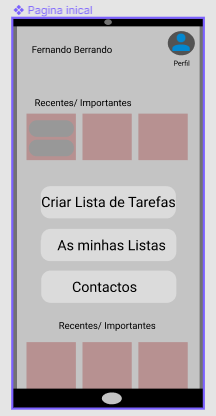 Pagina inical
Fernando Berrando
Perfil
Recentes/ Importantes
Criar Lista de Tarefas
As minhas Listas
Contactos
Recentes/ Importantes